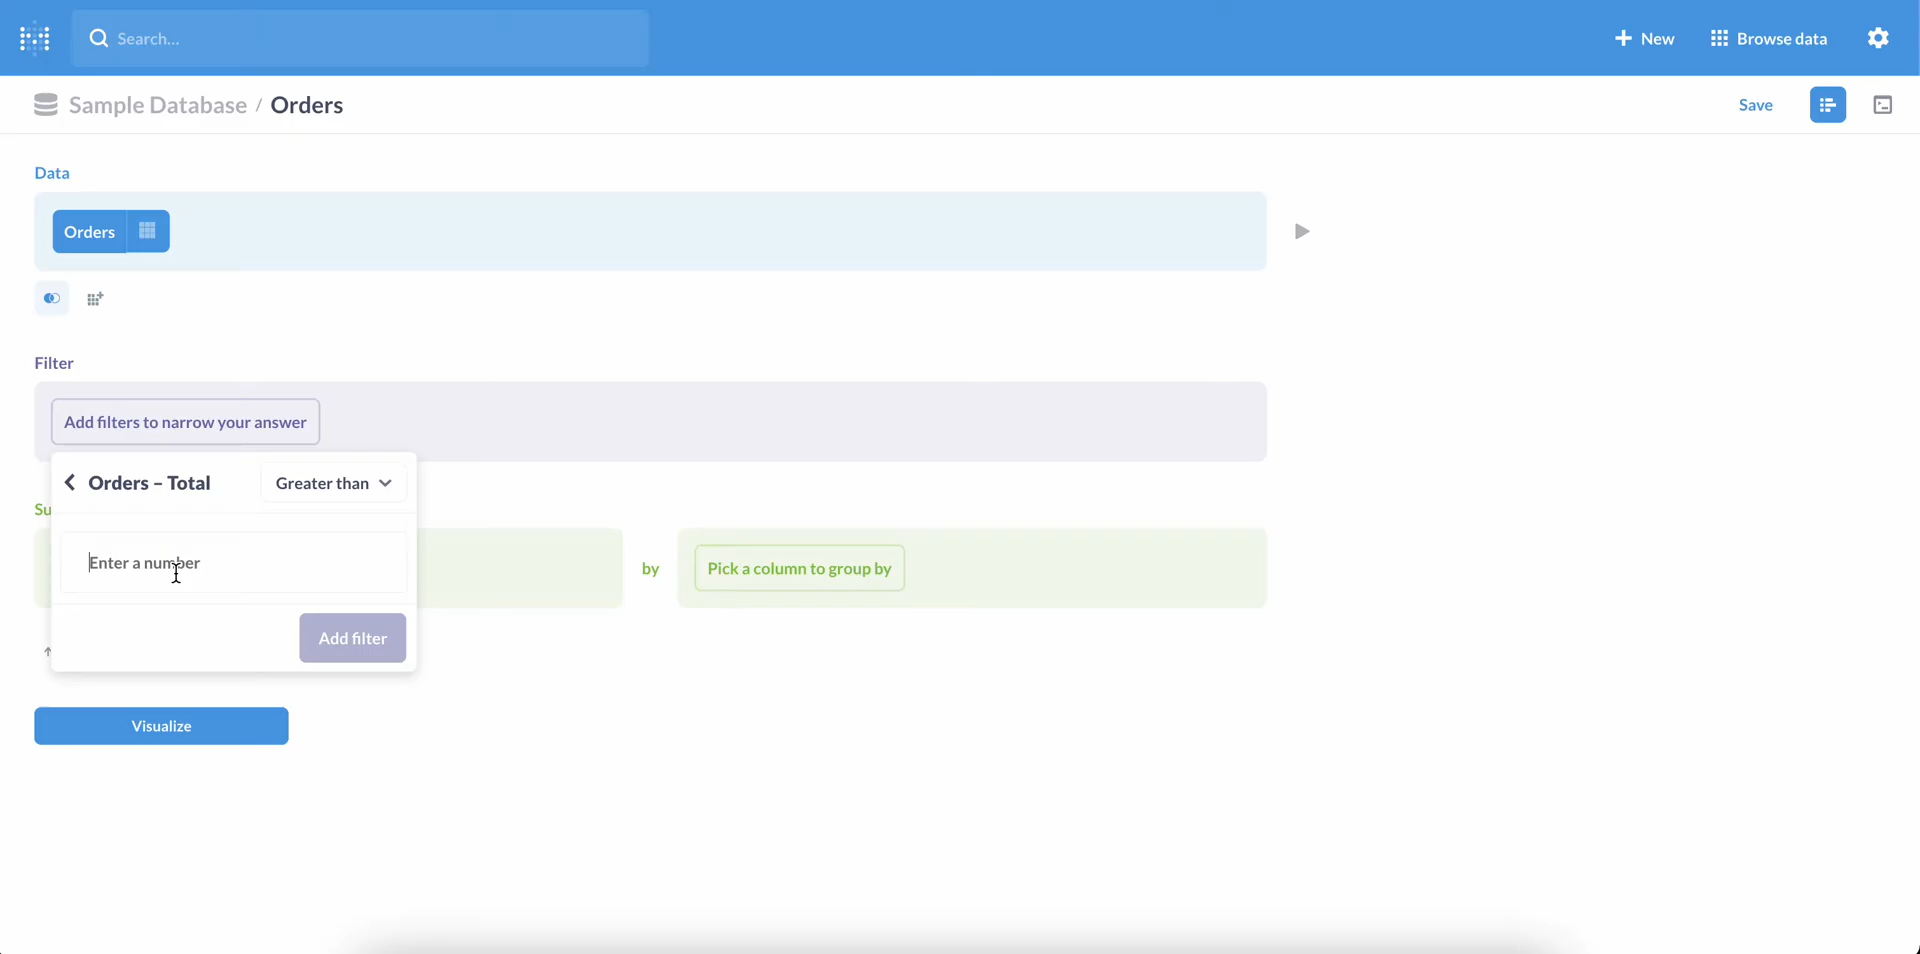 Search...
New
Browse data
Sample Database / Orders
Save
Data
Orders
Filter
Add filters to narrow your answer
Orders – Total
Greater than
Su
Enter a number
by
Pick a column to group by
Add filter
Visualize